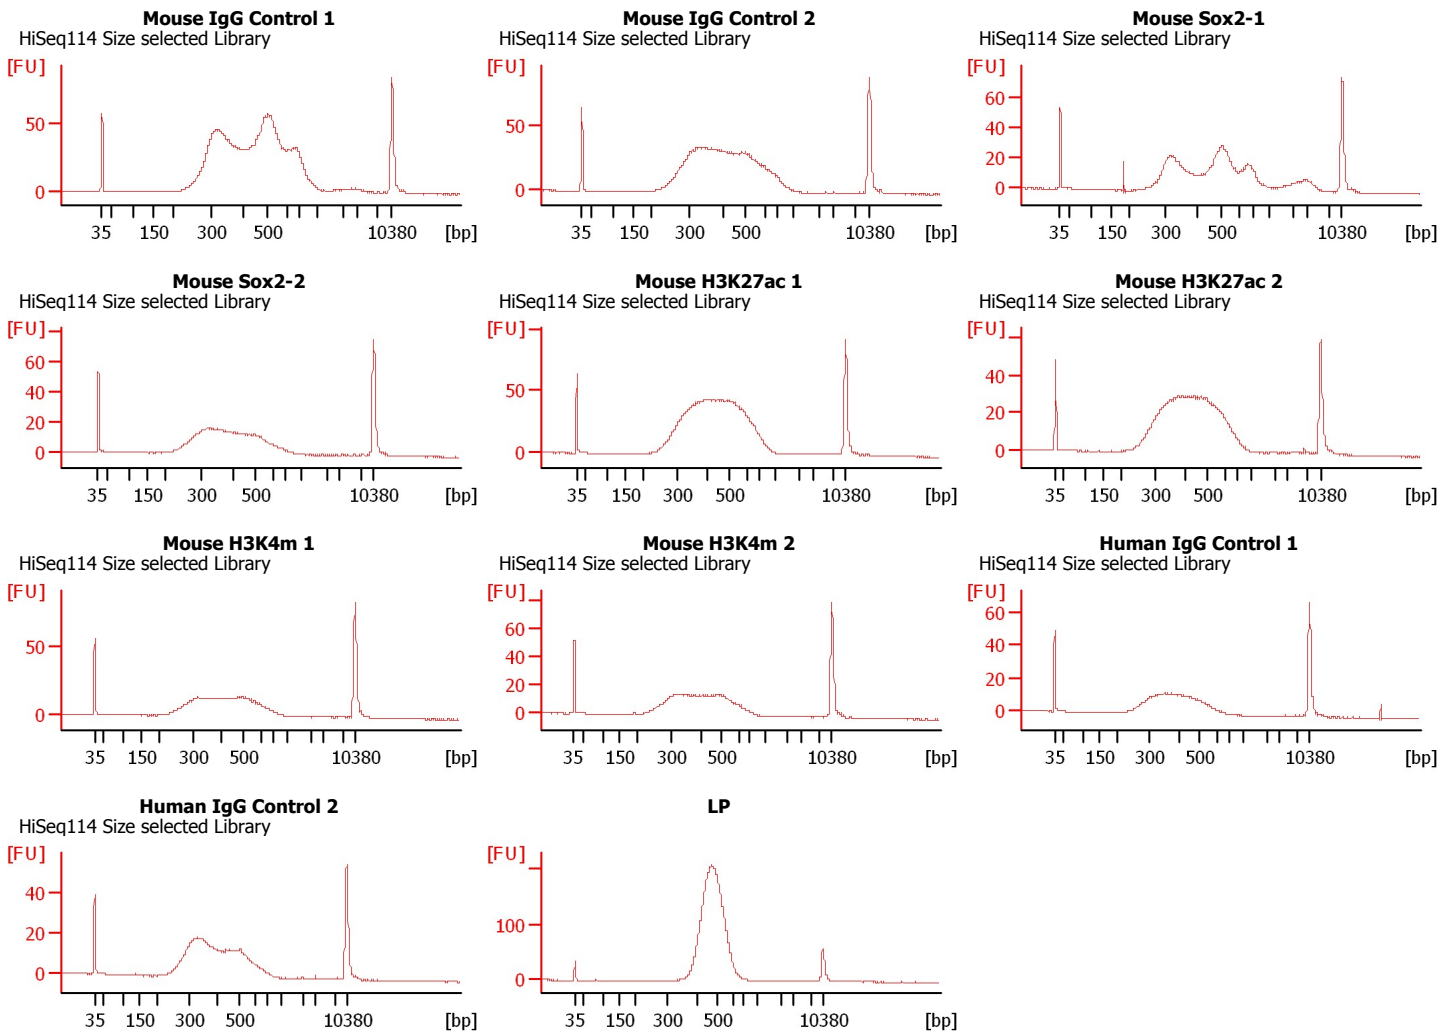 Mouse IgG Control 1
HiSeq114 Size selected Library
[FU]
50
0
35 150 300 500 10380 [bp]
Mouse IgG Control 2
HiSeq114 Size selected Library
[FU]
50
0
35 150 300 500 10380 [bp]
Mouse Sox2-1
HiSeq114 Size selected Library
[FU]
60
40
20
0
35 150 300 500 10380 [bp]
Mouse Sox2-2
HiSeq114 Size selected Library
[FU]
60
40
20
0
35 150 300 500 10380 [bp]
Mouse H3K27ac 1
HiSeq114 Size selected Library
[FU]
50
0
35 150 300 500 10380 [bp]
Mouse H3K27ac 2
HiSeq114 Size selected Library
[FU]
40
20
0
35 150 300 500 10380 [bp]
Mouse H3K4m 1
HiSeq114 Size selected Library
[FU]
50
0
35 150 300 500 10380 [bp]
Mouse H3K4m 2
HiSeq114 Size selected Library
[FU]
60
40
20
0
35 150 300 500 10380 [bp]
Human IgG Control 1
HiSeq114 Size selected Library
[FU]
60
40
20
0
35 150 300 500 10380 [bp]
Human IgG Control 2
HiSeq114 Size selected Library
[FU]
40
20
0
35 150 300 500 10380 [bp]
LP
[FU]
100
0
35 150 500 10380 [bp]